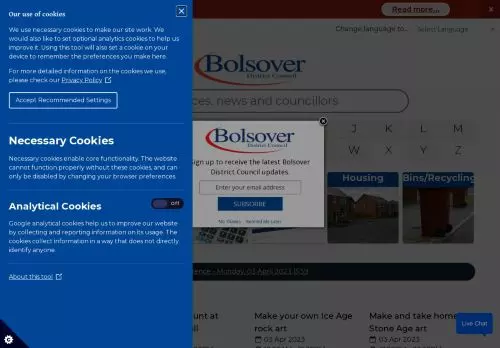 Our use of cookies
We use necessary cookies to make our site work. We
would also like to set optional analytics cookies to help us
improve it. Using this tool will also set a cookie on your
device to remember the preferences you make here.
For more detailed information on the cookies we use,
please check our Privacy Policy
Accept Recommended Settings
Necessary Cookies
Necessary cookies enable core functionality. The website
cannot function properly without these cookies, and can
only be disabled by changing your browser preferences.
Analytical Cookies
Off
Google analytical cookies help us to improve our website
by collecting and reporting information on its usage. The
cookies collect information in a way that does not directly
identify anyone.
About this tool
Read more...
Change language to...
Select Language
Bolsover
District Council
ces, news and councillors
J K L M
W X Y Z
Bolsover
District Council
Sign up to receive the latest Bolsover
District Council updates.
Enter your email address
SUBSCRIBE
No Thanks Remind Me Later
Housing
Bins/Recycling
rence - Monday, 03 April 2023 15:13
unt at
ll
Make your own Ice Age
rock art
03 Apr 2023
Make and take home
Stone Age art
03 Apr 2023
Live Chat